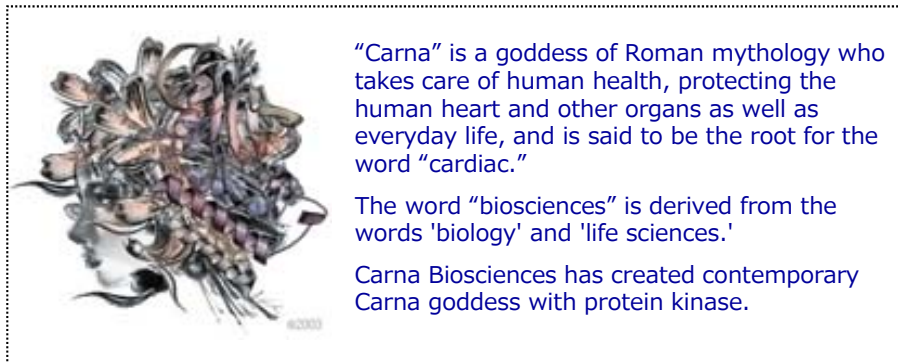 “Carna” is a goddess of Roman mythology who
takes care of human health, protecting the
human heart and other organs as well as
everyday life, and is said to be the root for the
word “cardiac.”
The word “biosciences” is derived from the
words 'biology' and 'life sciences.'
Carna Biosciences has created contemporary
Carna goddess with protein kinase.
©2003